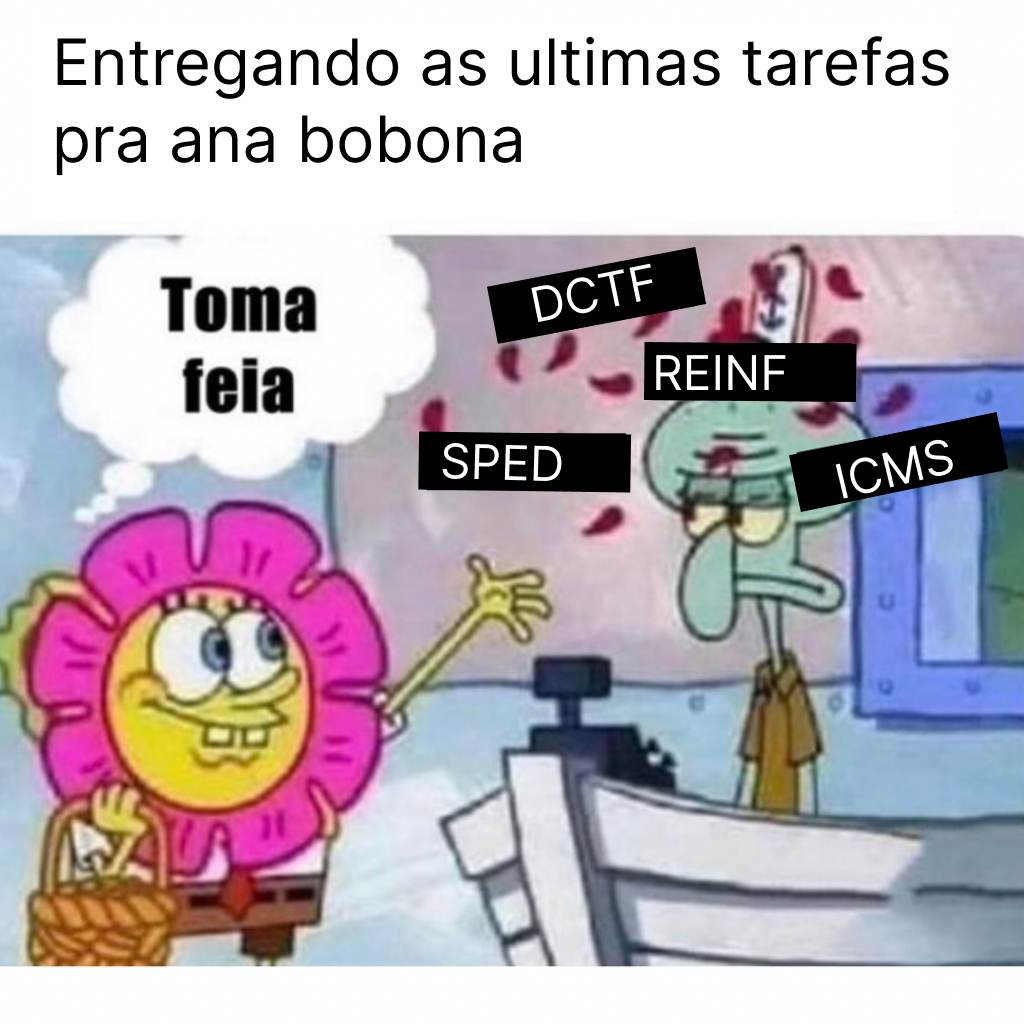 Entregando as ultimas tarefas
pra ana bobona
Toma
feia
DCTF
REINF
SPED
ICMS